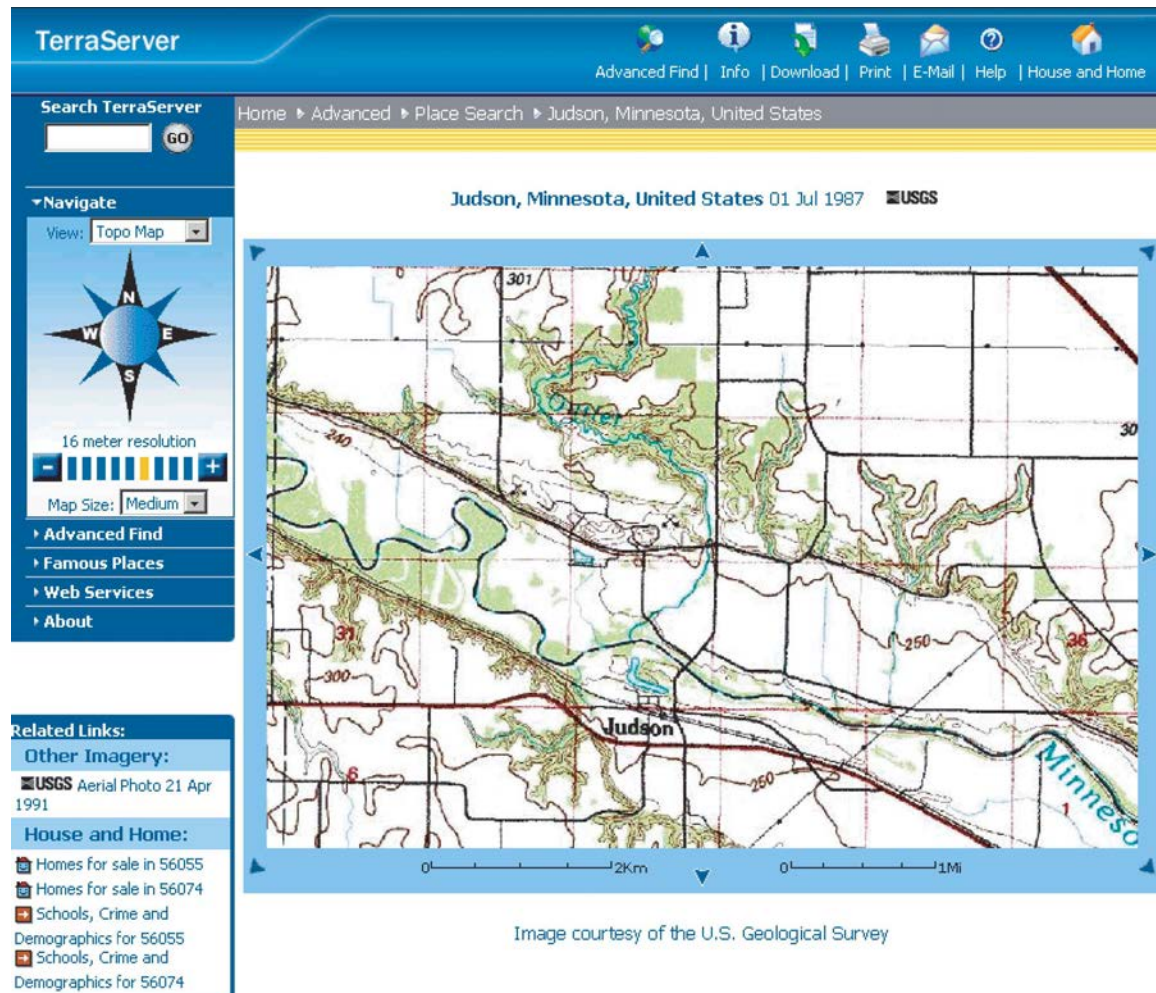 TerraServer
Advanced Find | Info | Download | Print | E-Mail | Help | House and Home
Search TerraServer
GO
Home Advanced Place Search Judson, Minnesota, United States
Navigate
View: Topo Map
N
W E
S
16 meter resolution
- +
Map Size: Medium
Advanced Find
Famous Places
Web Services
About
Related Links:
Other Imagery:
USGS Aerial Photo 21 Apr
1991
House and Home:
Homes for sale in 56055
Homes for sale in 56074
Schools, Crime and
Demographics for 56055
Schools, Crime and
Demographics for 56074
Judson, Minnesota, United States 01 Jul 1987 USGS
301
Outlet
240
30
31
250
36
300
Judson
6
250
1
Minneso
0 2Km 0 1Mi
Image courtesy of the U.S. Geological Survey